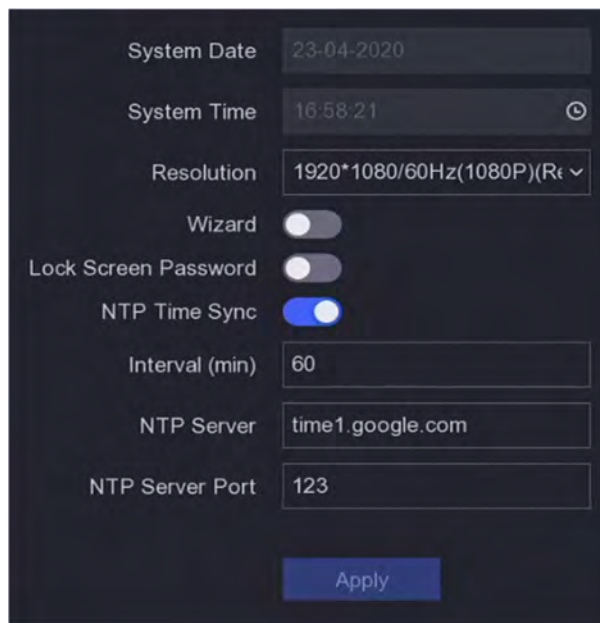 System Date 23-04-2020
System Time 16:58:21
Resolution 1920*1080/60Hz(1080P)(Re
Wizard
Lock Screen Password
NTP Time Sync
Interval (min) 60
NTP Server time1.google.com
NTP Server Port 123
Apply